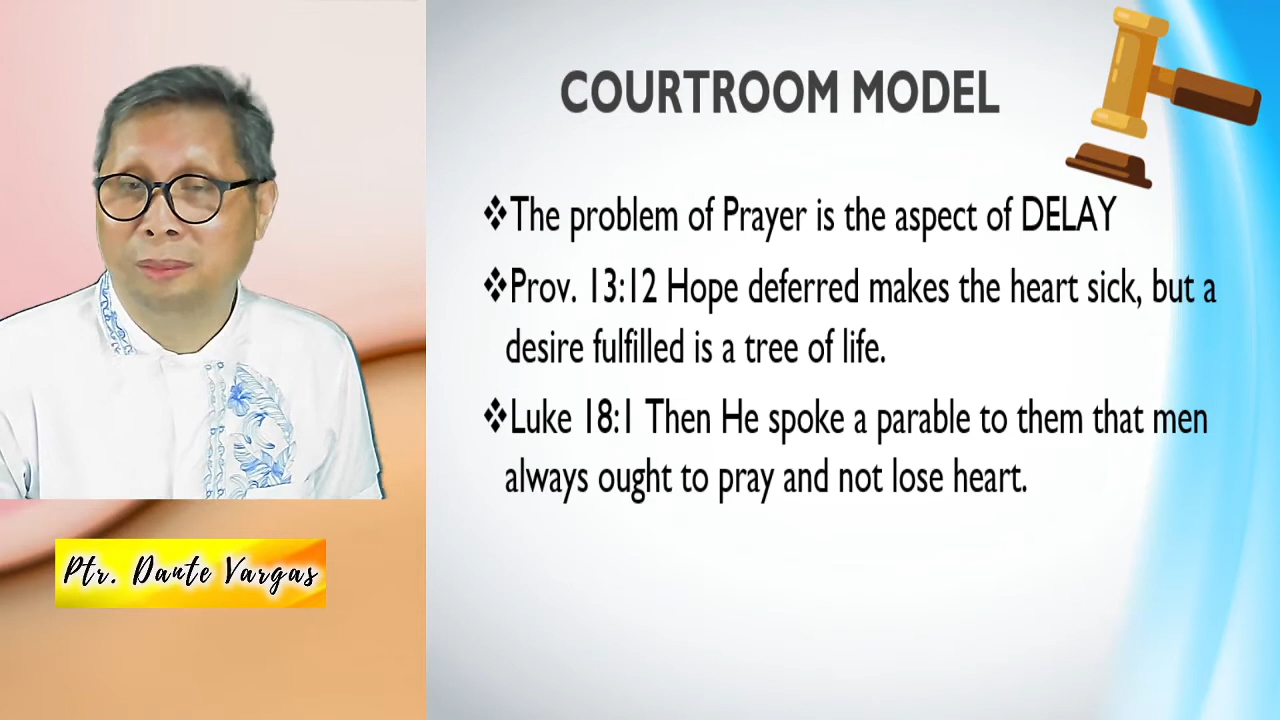 COURTROOM MODEL
❖The problem of Prayer is the aspect of DELAY
❖Prov. 13:12 Hope deferred makes the heart sick, but a
desire fulfilled is a tree of life.
❖Luke 18:1 Then He spoke a parable to them that men
always ought to pray and not lose heart.
Ptr. Dante Vargas